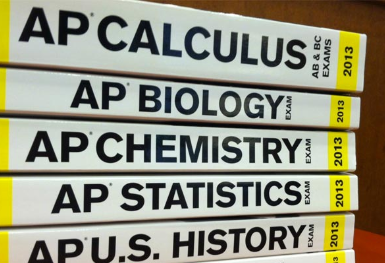 AP* CALCULUS AB & BC EXAMS 2013
AP* BIOLOGY EXAM 2013
AP* CHEMISTRY EXAM 2013
AP* STATISTICS EXAM 2013
AP* U.S. HISTORY EXAM 2013